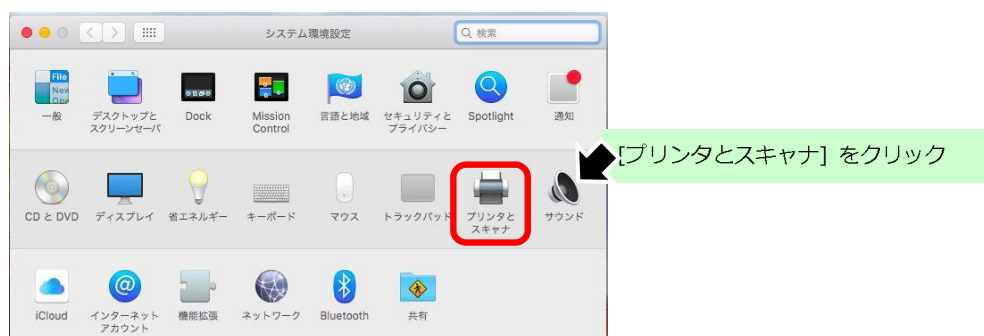 システム環境設定
検索
File
New
Ope
一般
デスクトップと
スクリーンセーバ
Dock
Mission
Control
言語と地域
セキュリティと
プライバシー
Spotlight
通知
[プリンタとスキャナ] をクリック
CD と DVD
ディスプレイ
省エネルギー
キーボード
マウス
トラックパッド
プリンタと
スキャナ
サウンド
iCloud
インターネット
アカウント
機能拡張
ネットワーク
Bluetooth
共有